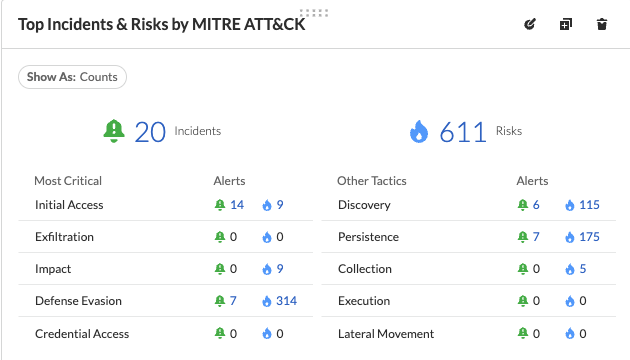 Top Incidents & Risks by MITRE ATT&CK
Show As: Counts
20 Incidents
611 Risks
Most Critical Alerts
Initial Access 14 9
Exfiltration 0 0
Impact 0 9
Defense Evasion 7 314
Credential Access 0 0
Other Tactics Alerts
Discovery 6 115
Persistence 7 175
Collection 0 5
Execution 0 0
Lateral Movement 0 0